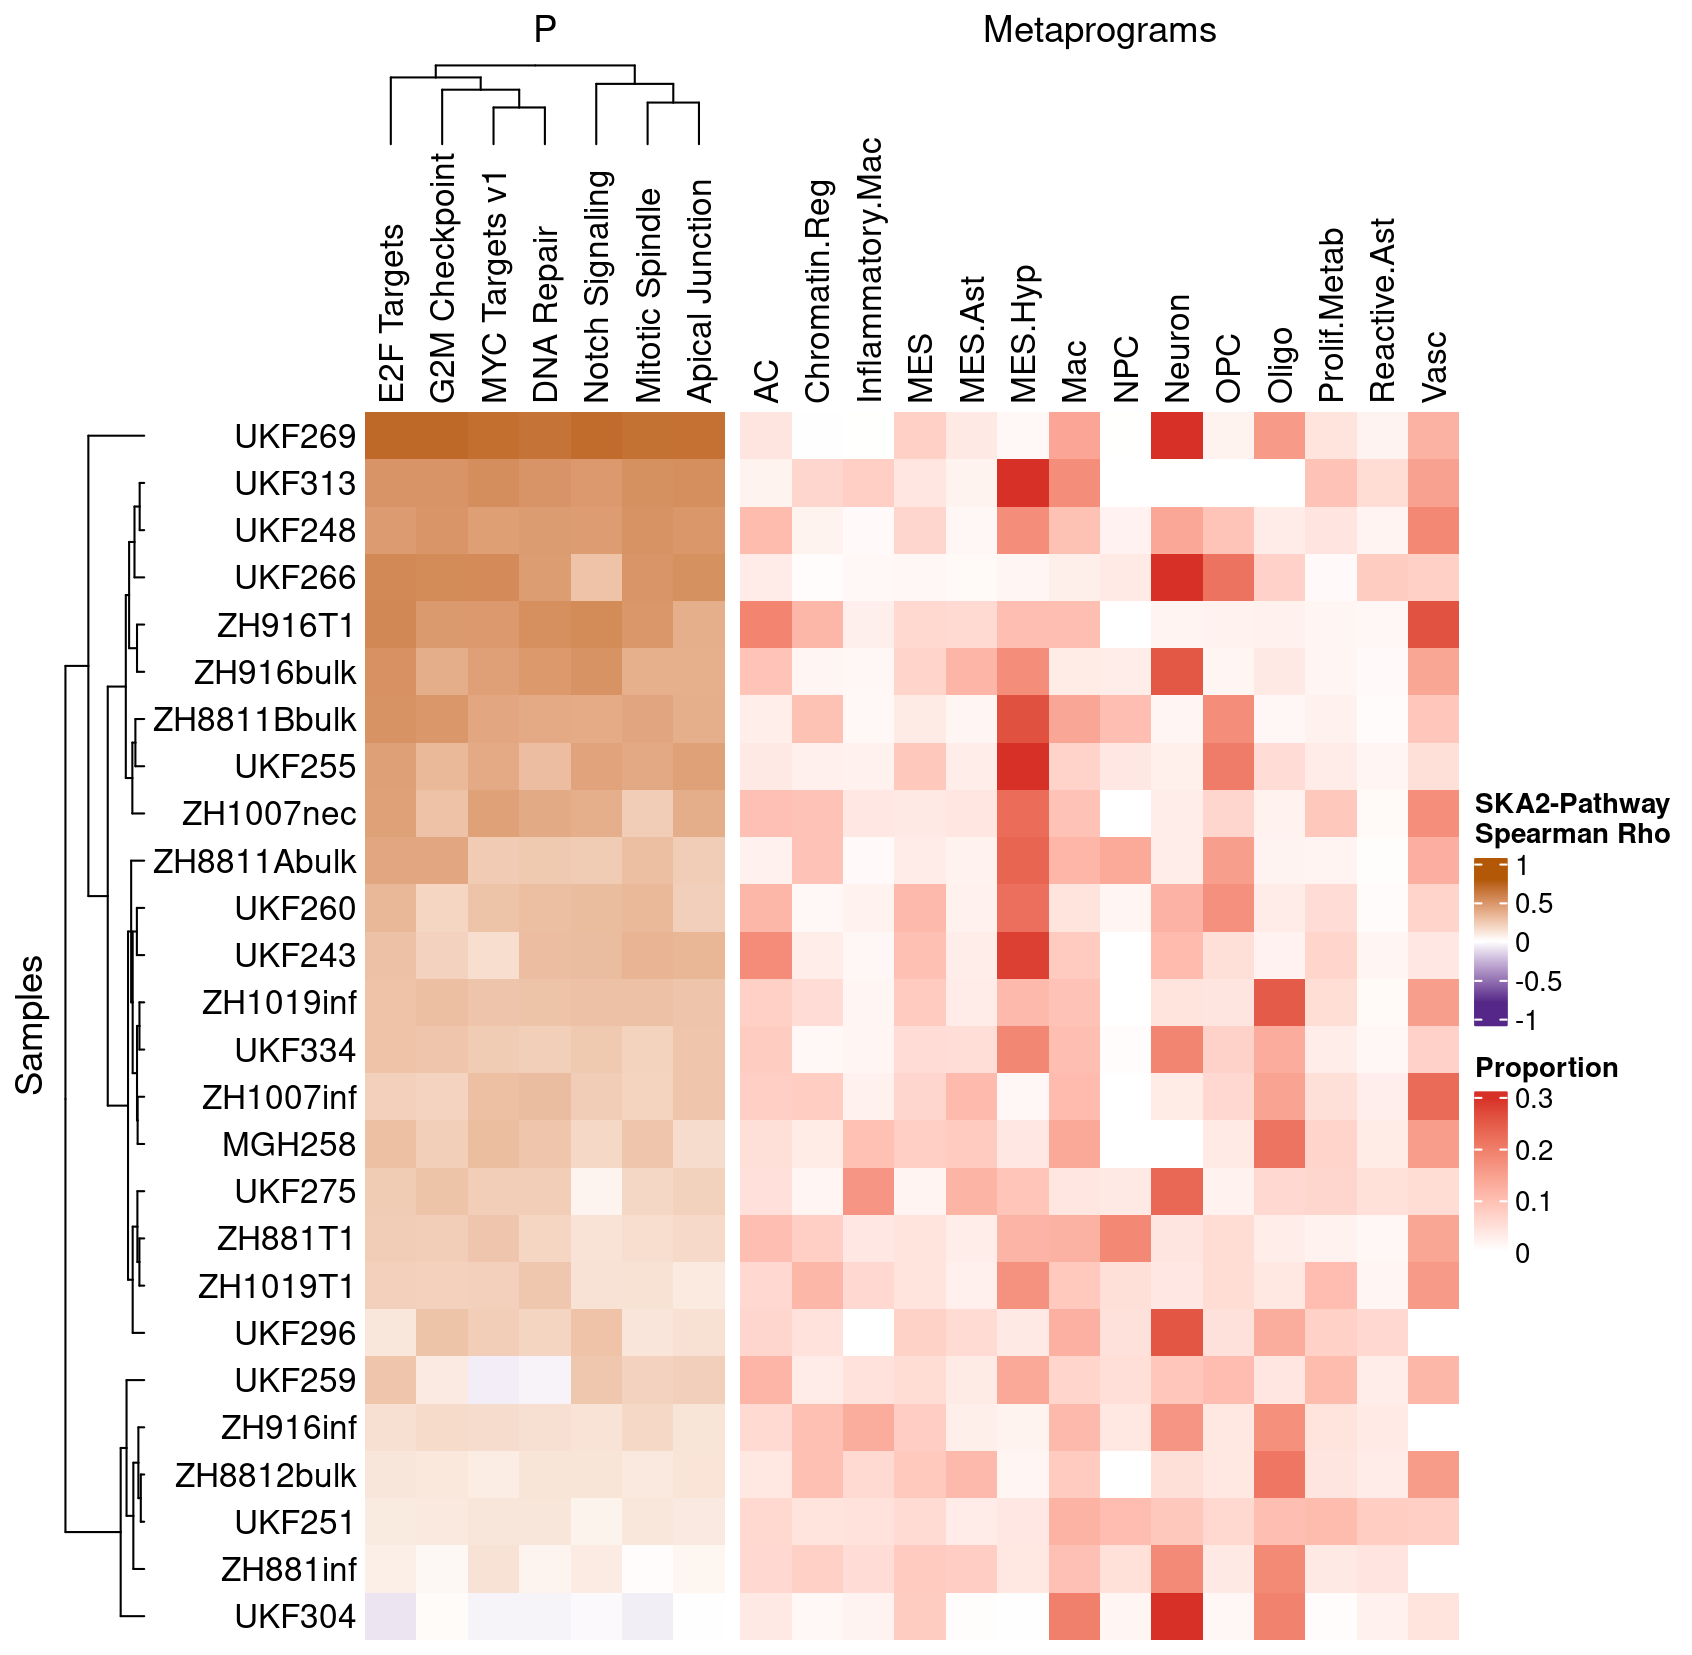 P
Metaprograms
E2F Targets
G2M Checkpoint
MYC Targets v1
DNA Repair
Notch Signaling
Mitotic Spindle
Apical Junction
AC
Chromatin.Reg
Inflammatory.Mac
MES
MES.Ast
MES.Hyp
Mac
NPC
Neuron
OPC
Oligo
Prolif.Metab
Reactive.Ast
Vasc
Samples
UKF269
UKF313
UKF248
UKF266
ZH916T1
ZH916bulk
ZH8811Bbulk
UKF255
ZH1007nec
ZH8811Abulk
UKF260
UKF243
ZH1019inf
UKF334
ZH1007inf
MGH258
UKF275
ZH881T1
ZH1019T1
UKF296
UKF259
ZH916inf
ZH8812bulk
UKF251
ZH881inf
UKF304
SKA2-Pathway
Spearman Rho
1
0.5
0
-0.5
-1
Proportion
0.3
0.2
0.1
0